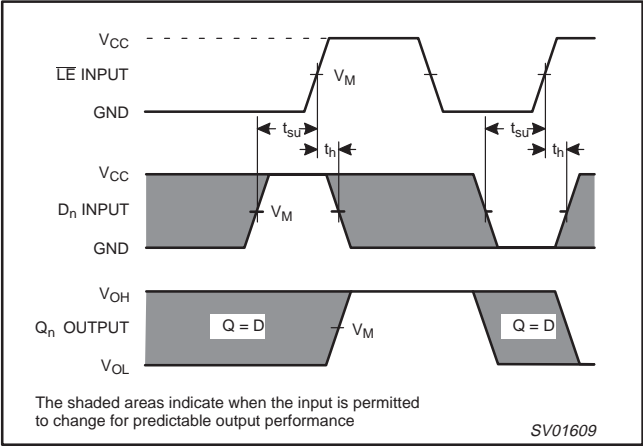 VCC
LE INPUT
VM
GND
tsu
tsu
th
th
VCC
Dn INPUT
VM
GND
VOH
Qn OUTPUT
Q = D
Q = D
VM
VOL
The shaded areas indicate when the input is permitted
to change for predictable output performance
SV01609